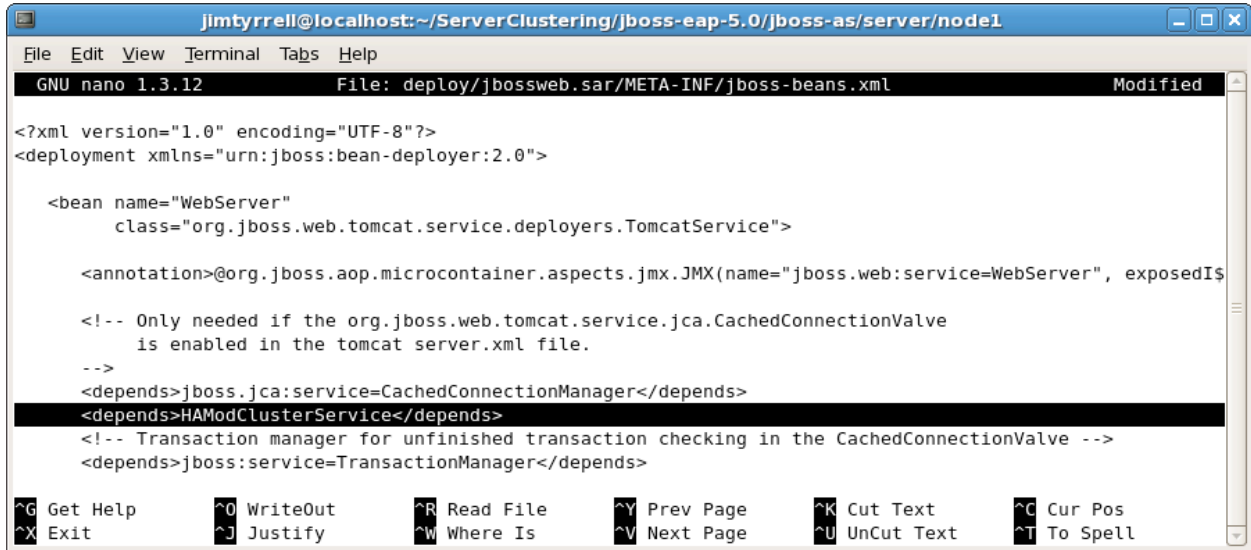 jimtyrrell@localhost:~/ServerClustering/jboss-eap-5.0/jboss-as/server/node1
File Edit View Terminal Tabs Help
GNU nano 1.3.12 File: deploy/jbossweb.sar/META-INF/jboss-beans.xml Modified
<?xml version="1.0" encoding="UTF-8"?>
<deployment xmlns="urn:jboss:bean-deployer:2.0">
<bean name="WebServer"
class="org.jboss.web.tomcat.service.deployers.TomcatService">
<annotation>@org.jboss.aop.microcontainer.aspects.jmx.JMX(name="jboss.web:service=WebServer", exposedI$
<!-- Only needed if the org.jboss.web.tomcat.service.jca.CachedConnectionValve
is enabled in the tomcat server.xml file.
-->
<depends>jboss.jca:service=CachedConnectionManager</depends>
<depends>HAModClusterService</depends>
<!-- Transaction manager for unfinished transaction checking in the CachedConnectionValve -->
<depends>jboss:service=TransactionManager</depends>
^G Get Help ^O WriteOut ^R Read File ^Y Prev Page ^K Cut Text ^C Cur Pos
^X Exit ^J Justify ^W Where Is ^V Next Page ^U UnCut Text ^T To Spell